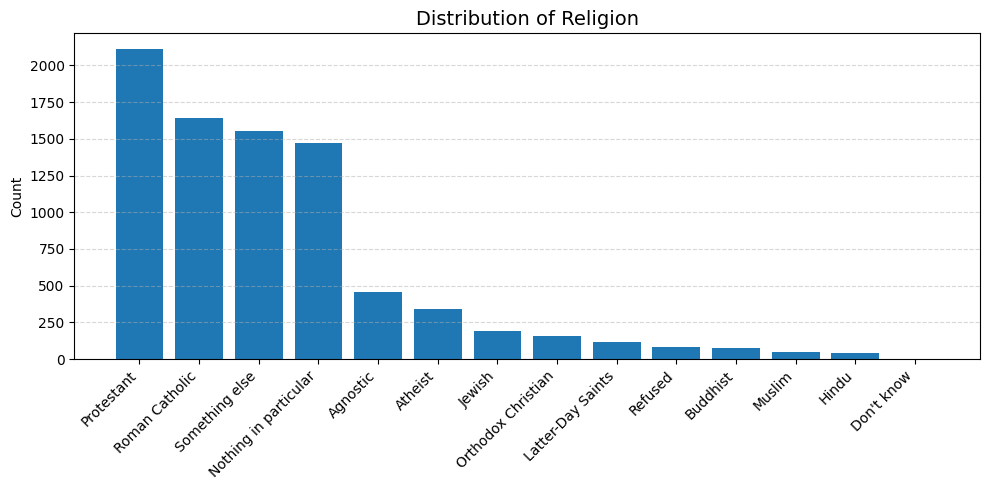 Distribution of Religion
Count
2000
1750
1500
1250
1000
750
500
250
0
Protestant
Roman Catholic
Something else
Nothing in particular
Agnostic
Atheist
Jewish
Orthodox Christian
Latter-Day Saints
Refused
Buddhist
Muslim
Hindu
Don't know